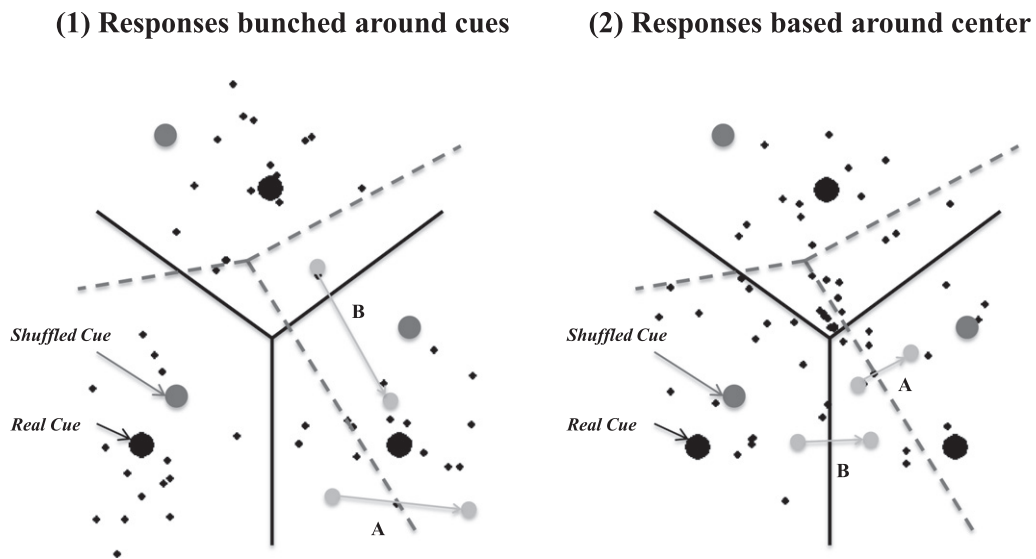 (1) Responses bunched around cues
(2) Responses based around center
B
Shuffled Cue
Real Cue
A
Shuffled Cue
A
Real Cue
B